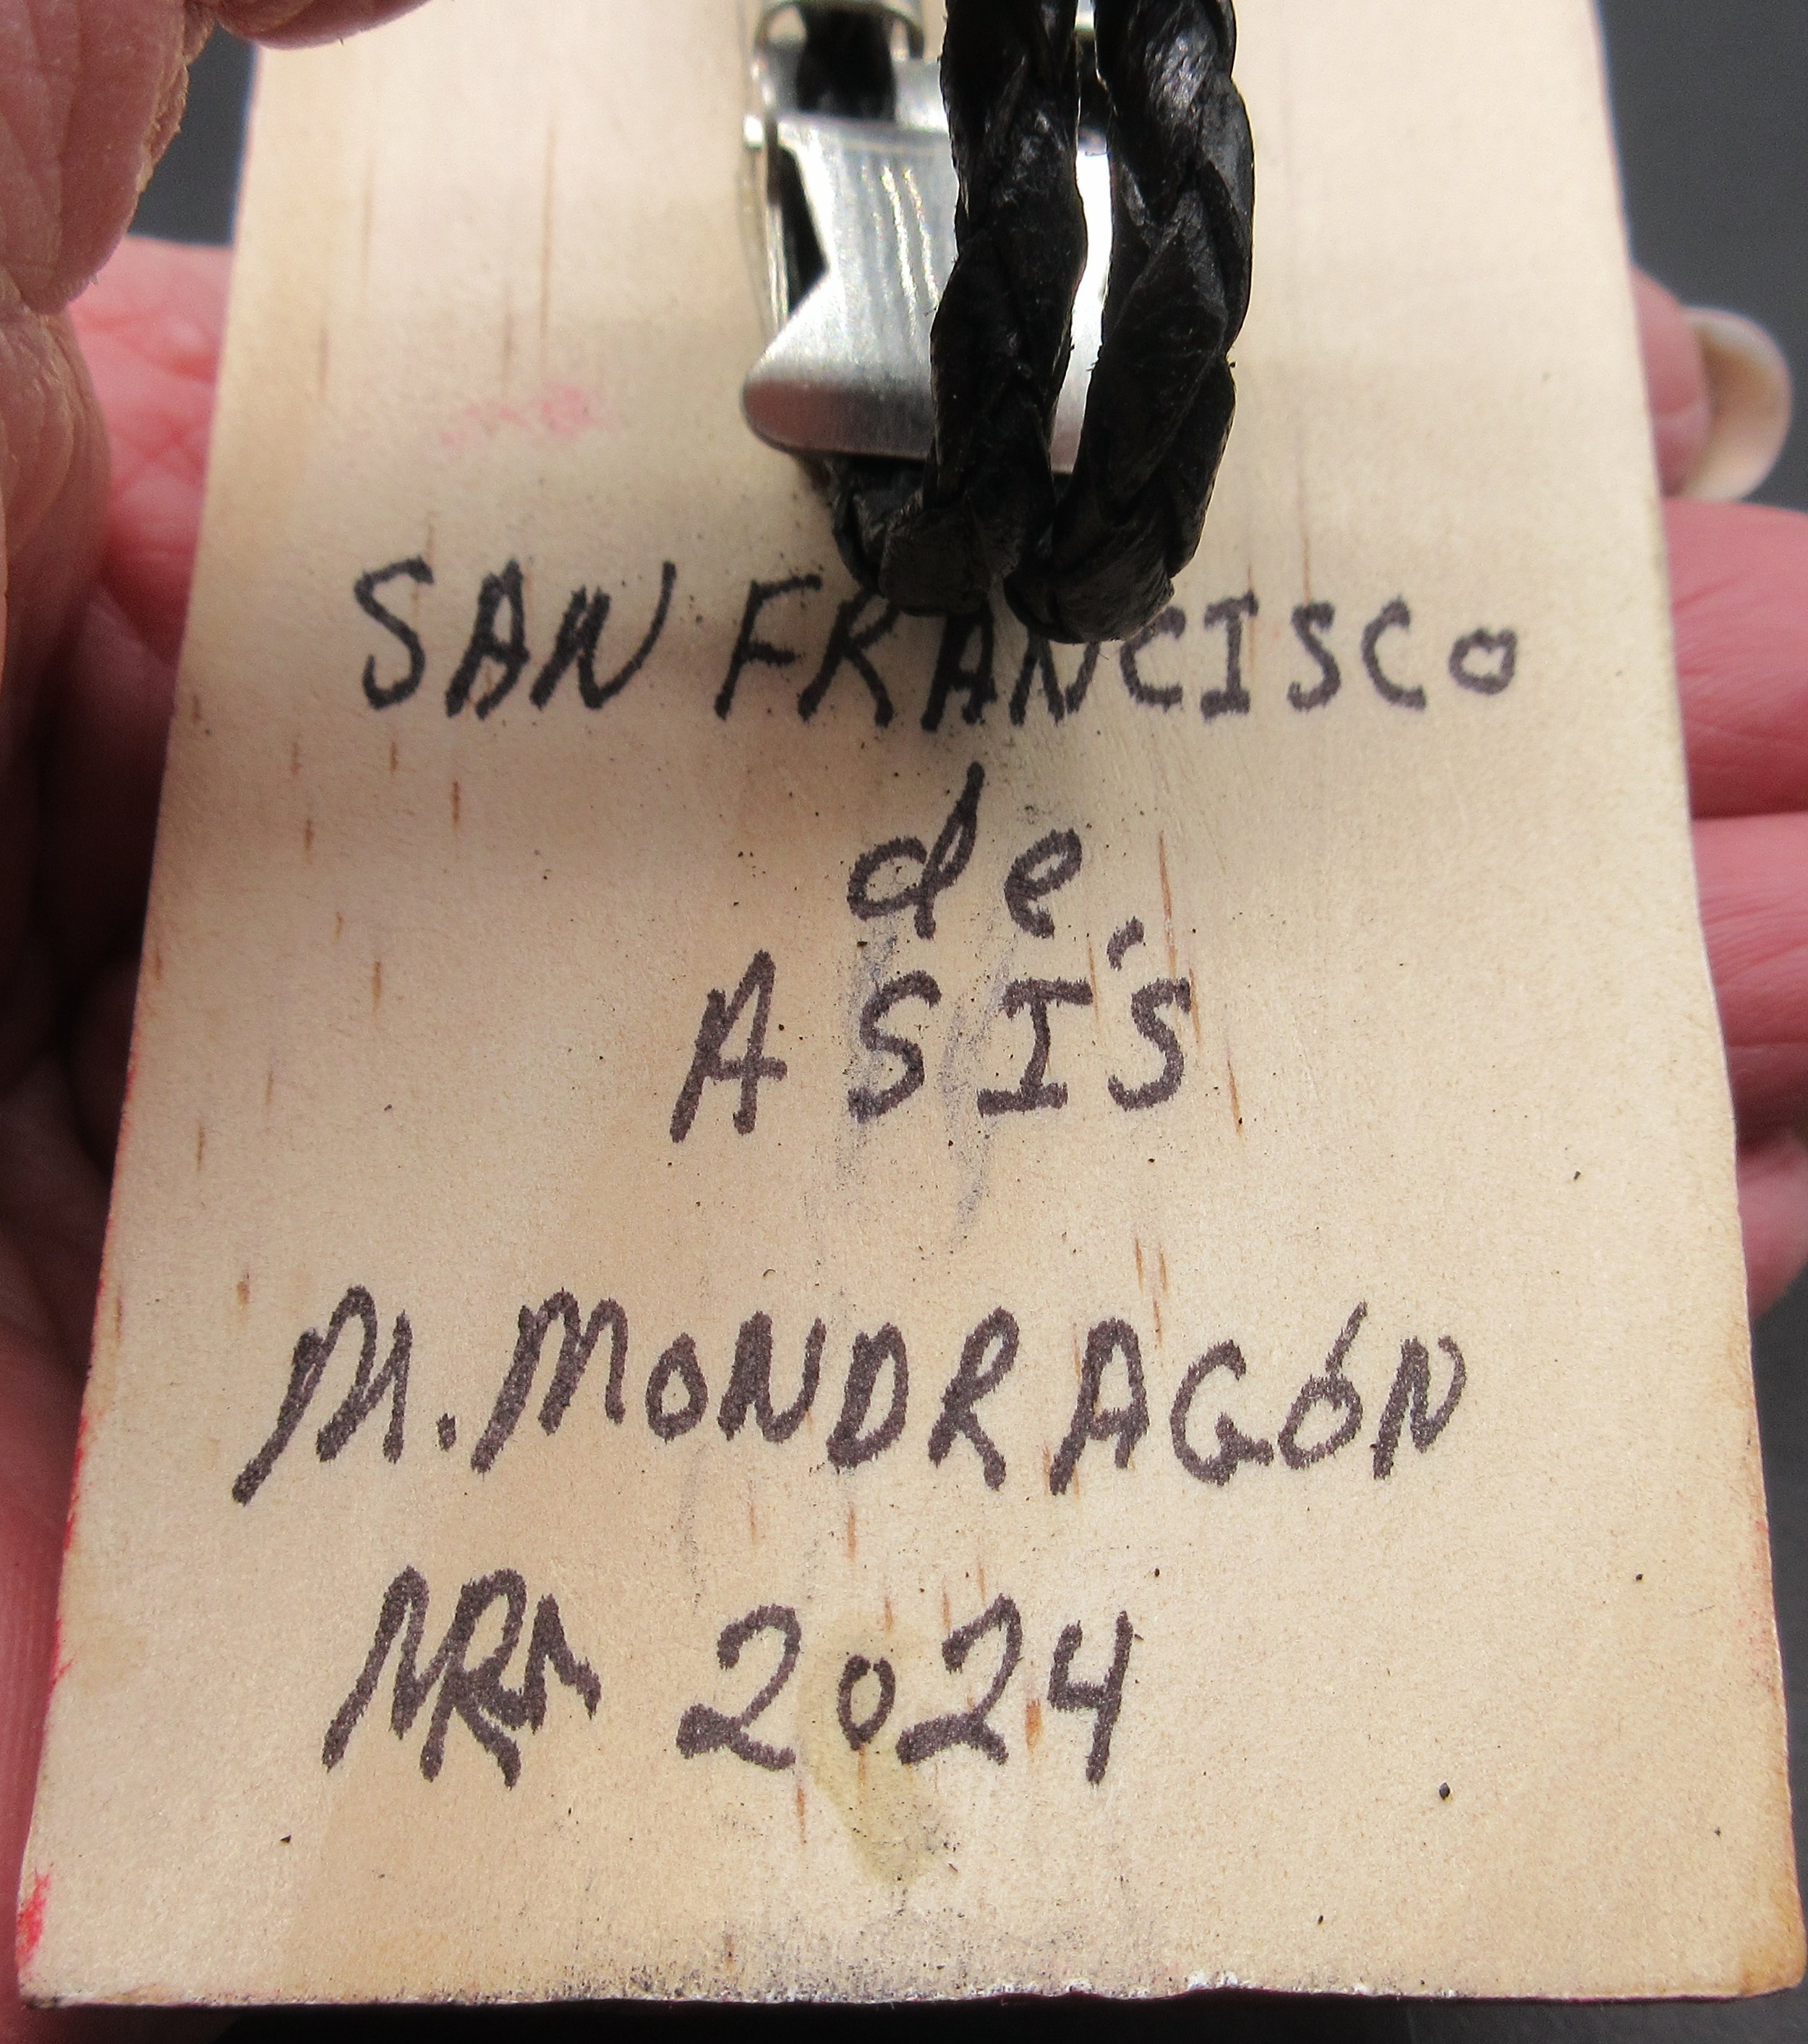 SAN FRANCISCO
de
ASÍS
M. MONDRAGÓN
2024